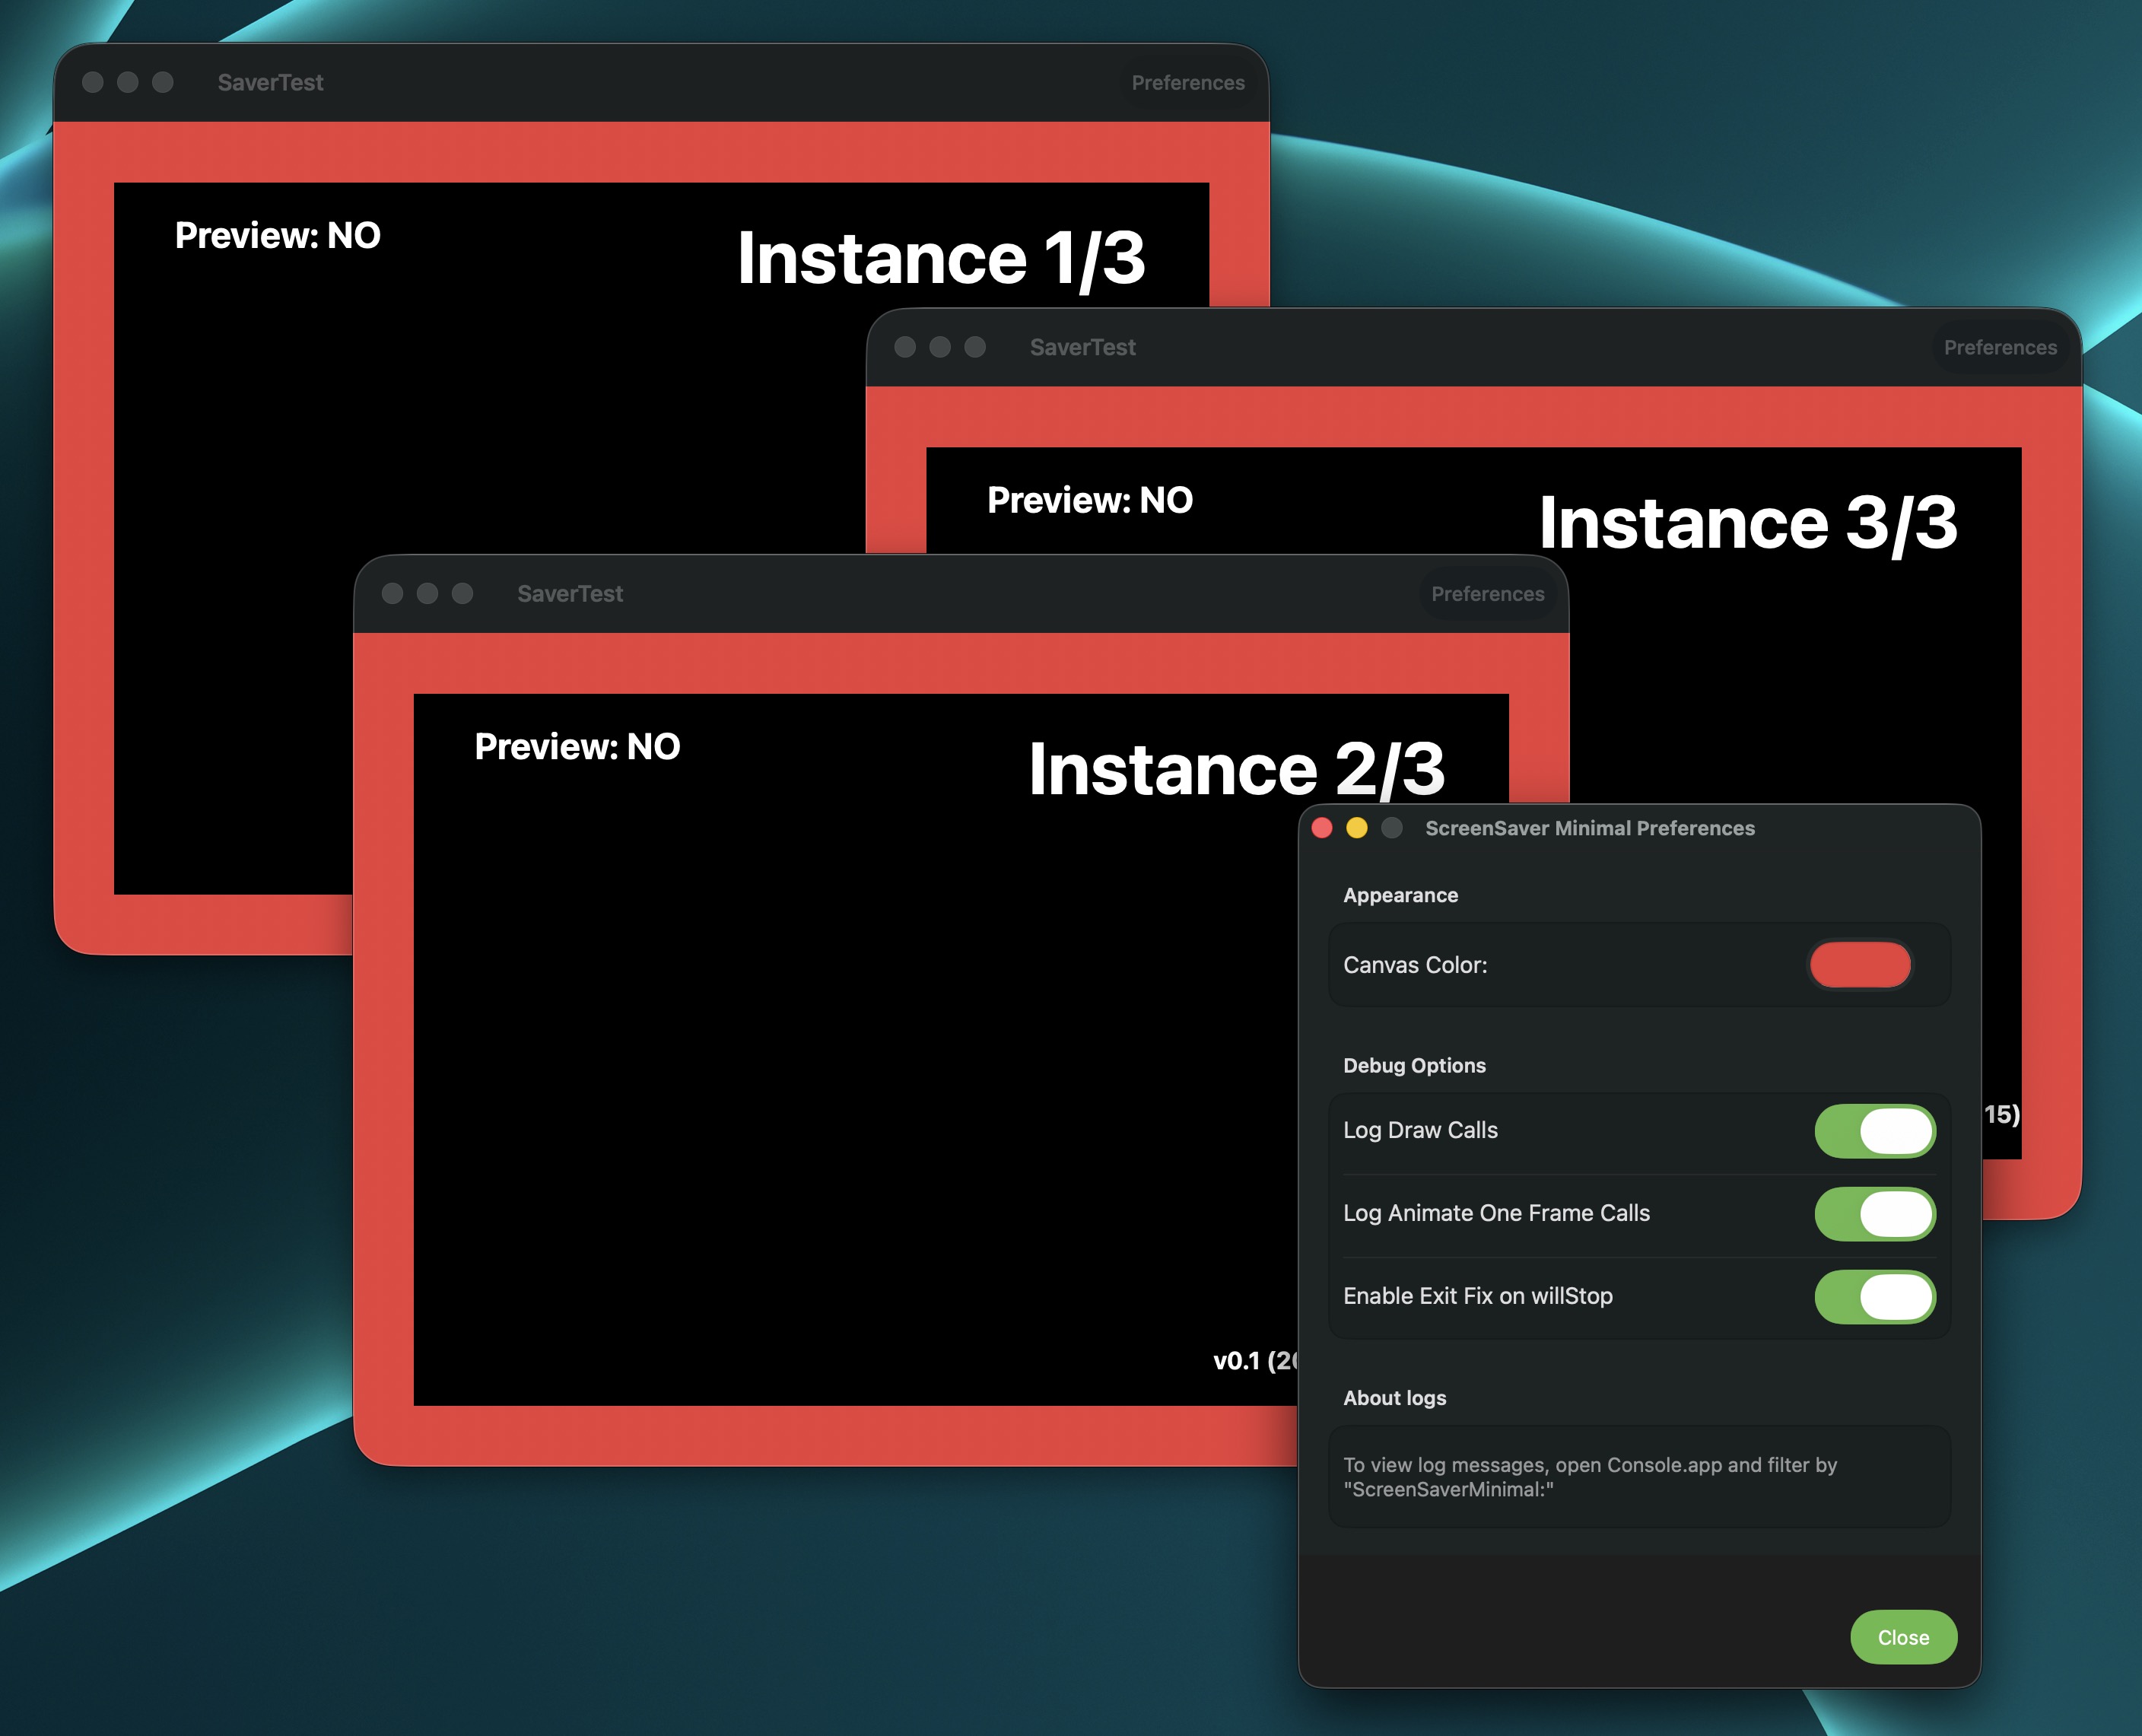 SaverTest
Preferences
Preview: NO
Instance 1/3
SaverTest
Preferences
Preview: NO
Instance 3/3
15)
SaverTest
Preferences
Preview: NO
Instance 2/3
v0.1 (20
ScreenSaver Minimal Preferences
Appearance
Canvas Color:
Debug Options
Log Draw Calls
Log Animate One Frame Calls
Enable Exit Fix on willStop
About logs
To view log messages, open Console.app and filter by
"ScreenSaverMinimal:"
Close